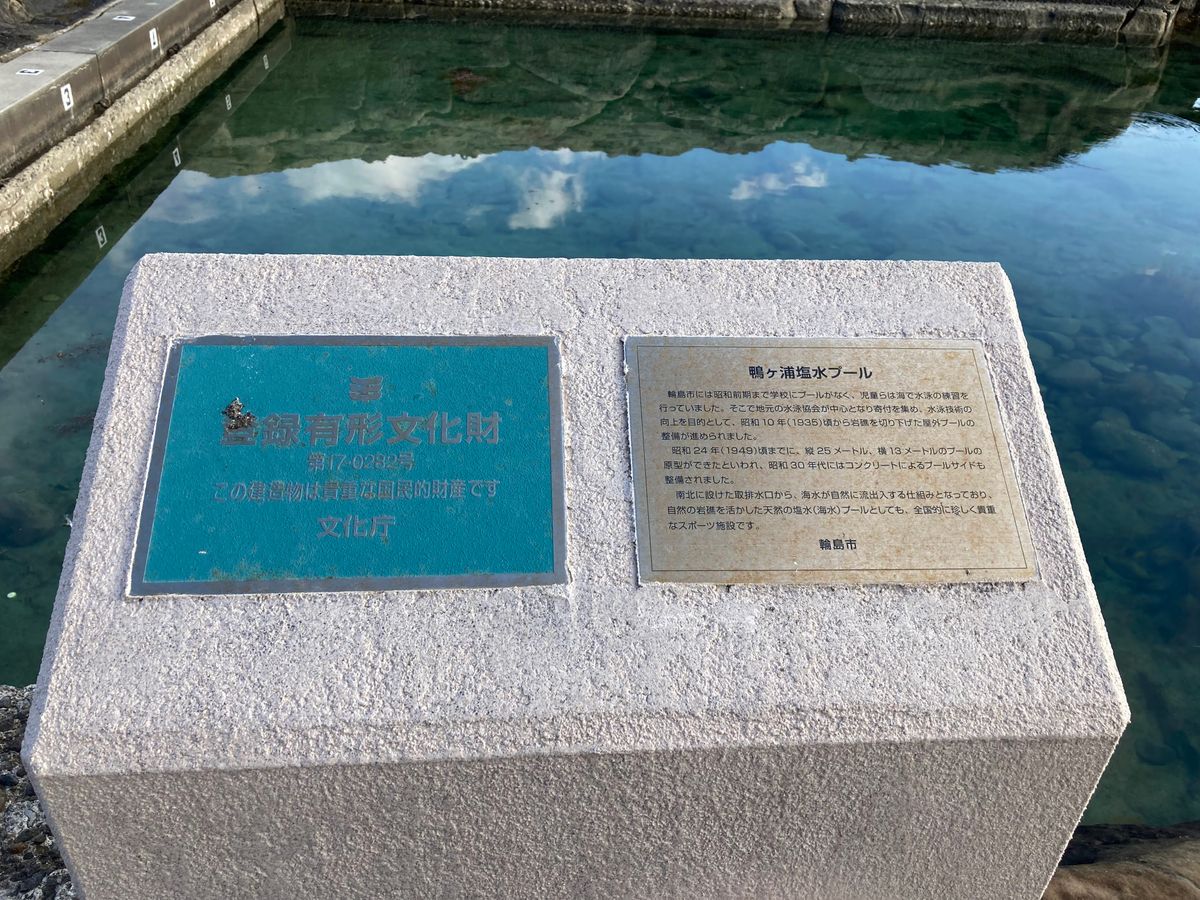 登録有形文化財
第17-0282号
この建造物は貴重な国民的財産です
文化庁
鴨ヶ浦塩水プール
輪島市には昭和前期まで学校にプールがなく、児童らは海で水泳の練習を
行っていました。そこで地元の水泳協会が中心となり寄付を集め、水泳技術の
向上を目的として、昭和10年(1935)頃から岩礁を切り下げた屋外プールの
整備が進められました。
昭和24年(1949)頃までに、縦25メートル、横13メートルのプールの
原型ができたといわれ、昭和30年代にはコンクリートによるプールサイドも
整備されました。
南北に設けた取排水口から、海水が自然に流出入する仕組みとなっており、
自然の岩礁を活かした天然の塩水(海水)プールとしても、全国的に珍しく貴重
なスポーツ施設です。
輪島市